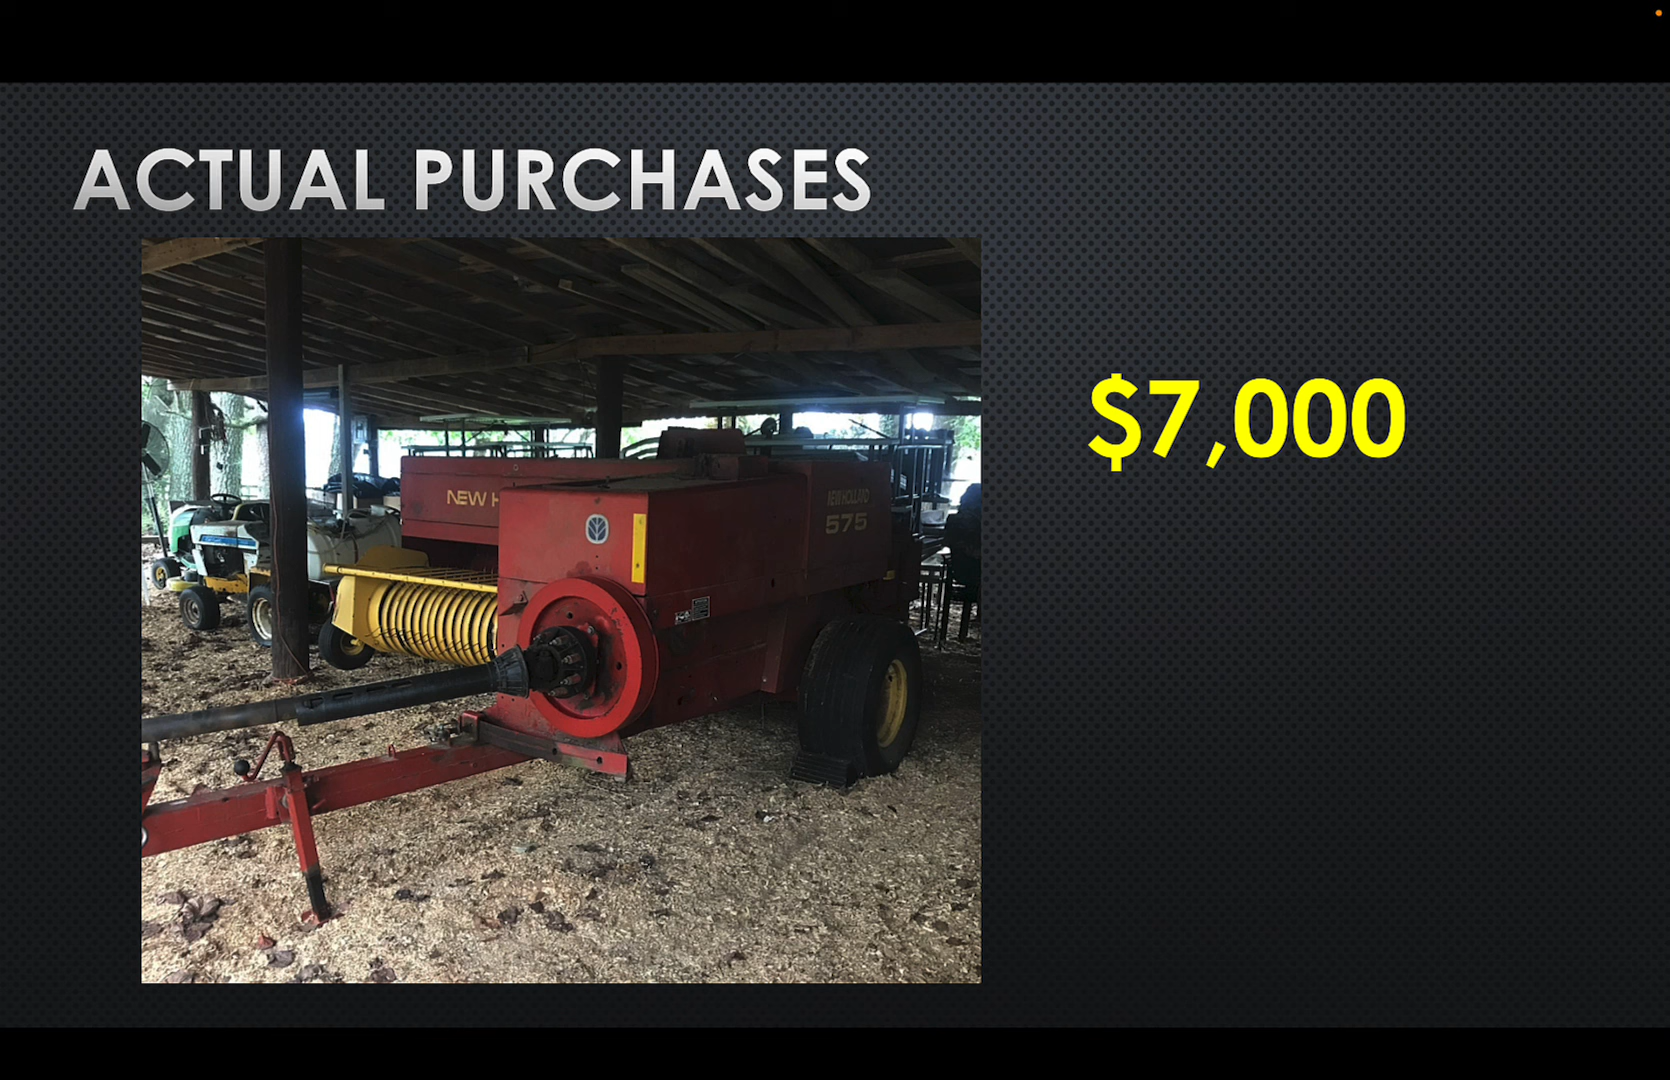 ACTUAL PURCHASES
$7,000
NEW H
NEW HOLLAND
575